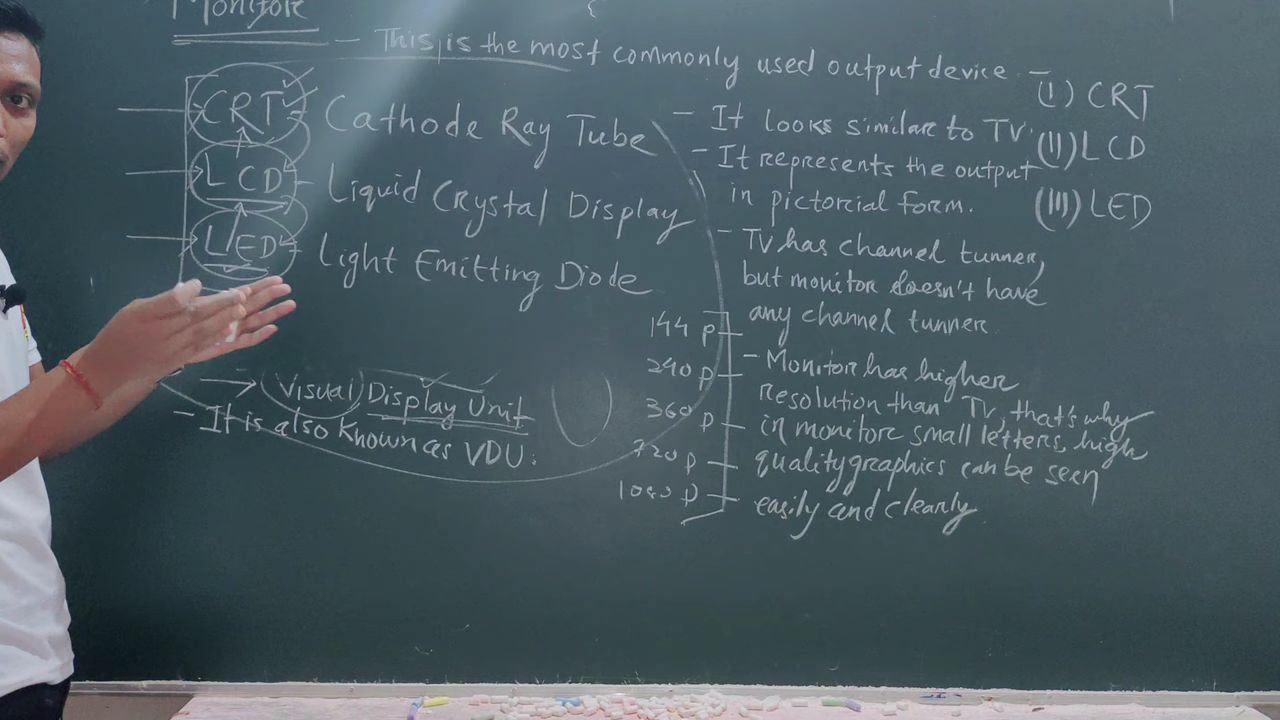 Monitor
- This is the most commonly used output device -
CRT Cathode Ray Tube
LCD - Liquid Crystal Display
LED - Light Emitting Diode
→ Visual Display Unit
- It is also known as VDU.
- It looks similar to TV.
- It represents the output
in pictorial form.
- TV has channel tunner,
but monitor doesn't have
any channel tunner.
- Monitor has higher
resolution than TV, that's why
in monitor small letters, high
quality graphics can be seen
easily and clearly
(I) CRT
(II) LCD
(III) LED
144 p
240 p
360 p
720 p
1080 p